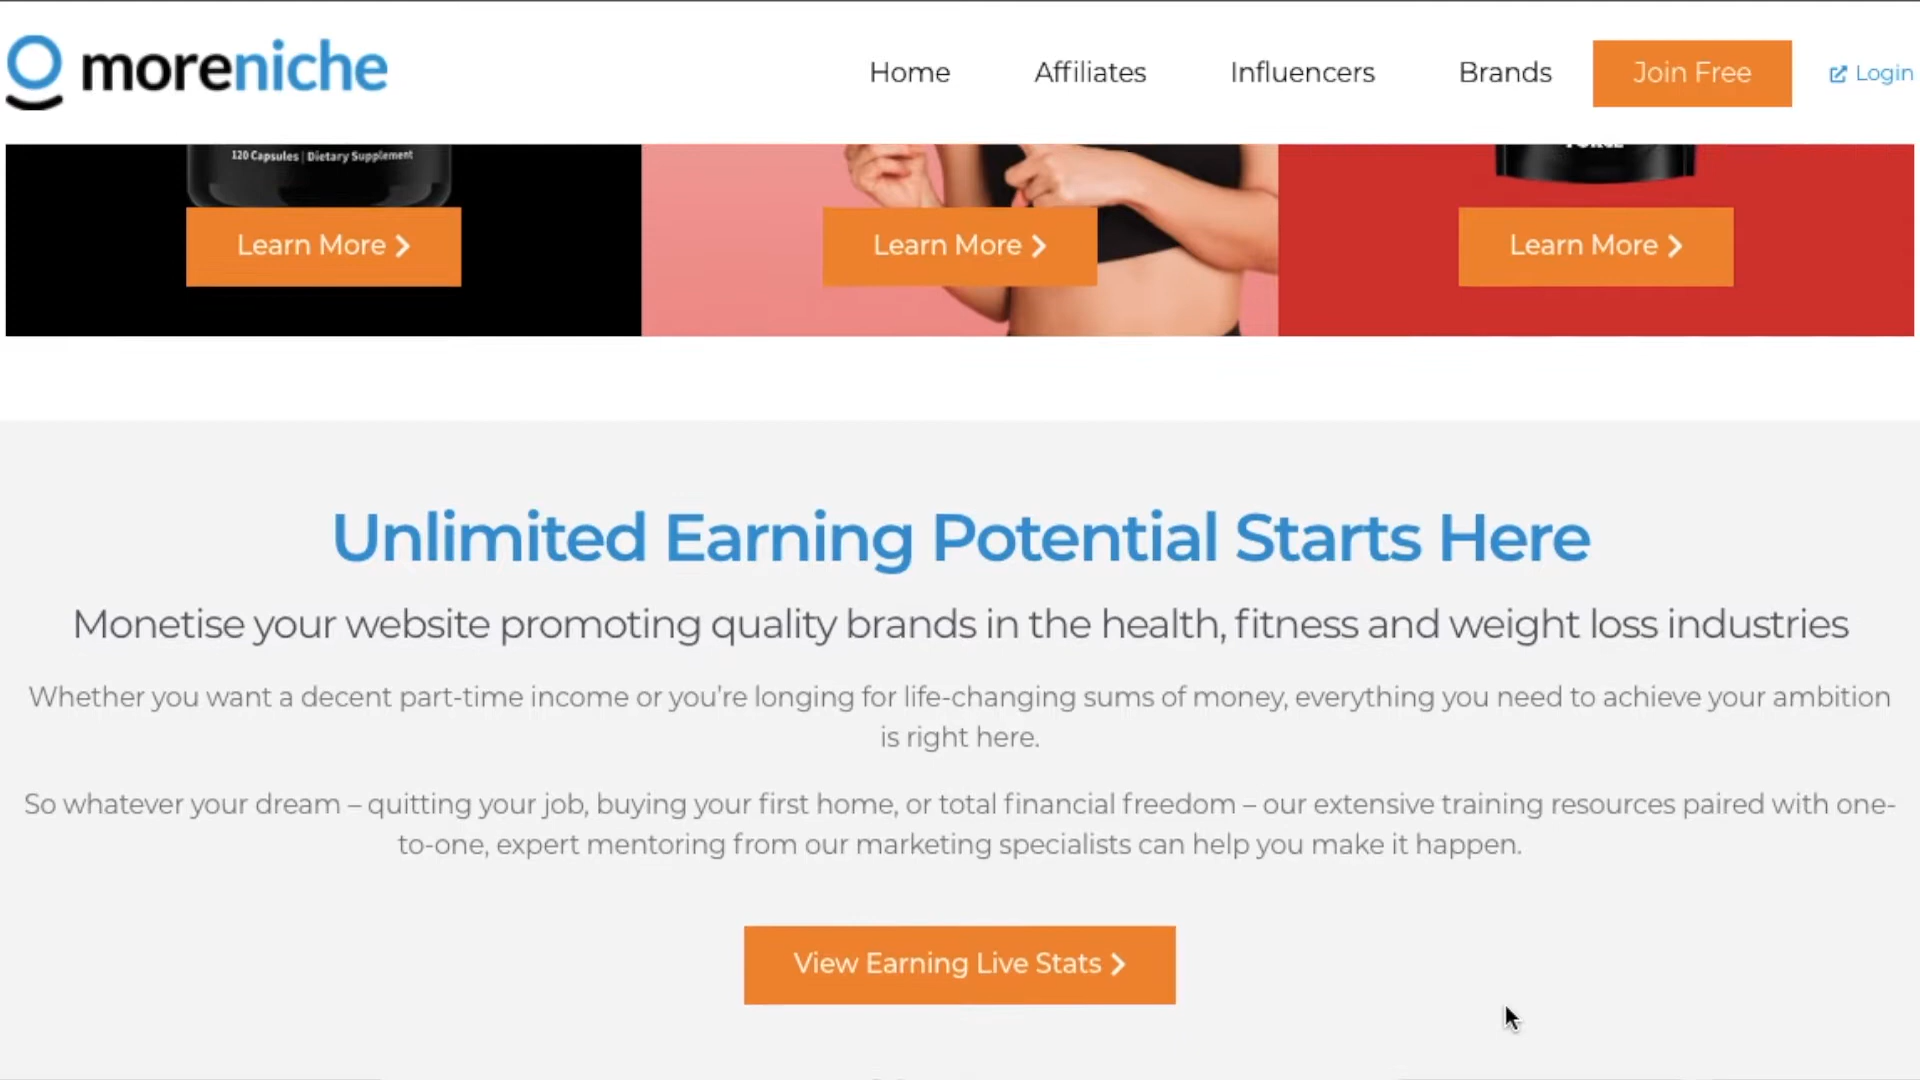 moreniche
Home
Affiliates
Influencers
Brands
Join Free
Login
120 Capsules | Dietary Supplement
Learn More
Learn More
Learn More
Unlimited Earning Potential Starts Here
Monetise your website promoting quality brands in the health, fitness and weight loss industries
Whether you want a decent part-time income or you’re longing for life-changing sums of money, everything you need to achieve your ambition
is right here.
So whatever your dream – quitting your job, buying your first home, or total financial freedom – our extensive training resources paired with one-
to-one, expert mentoring from our marketing specialists can help you make it happen.
View Earning Live Stats